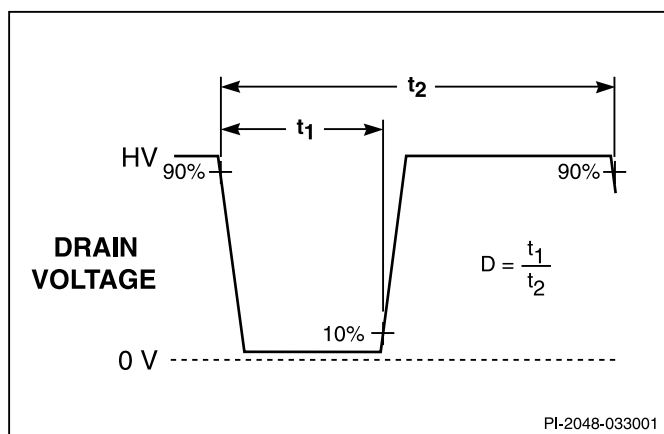 t2
t1
HV
90%
90%
DRAIN
VOLTAGE
D = t1
t2
10%
0 V
PI-2048-033001